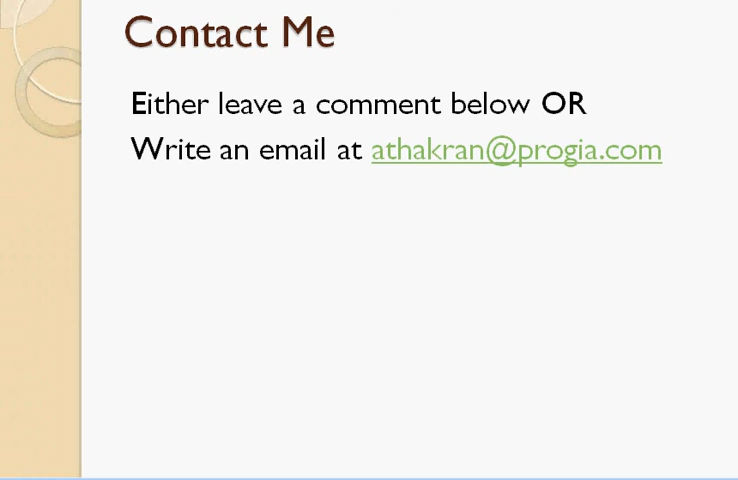 Contact Me
Either leave a comment below OR
Write an email at athakran@progia.com